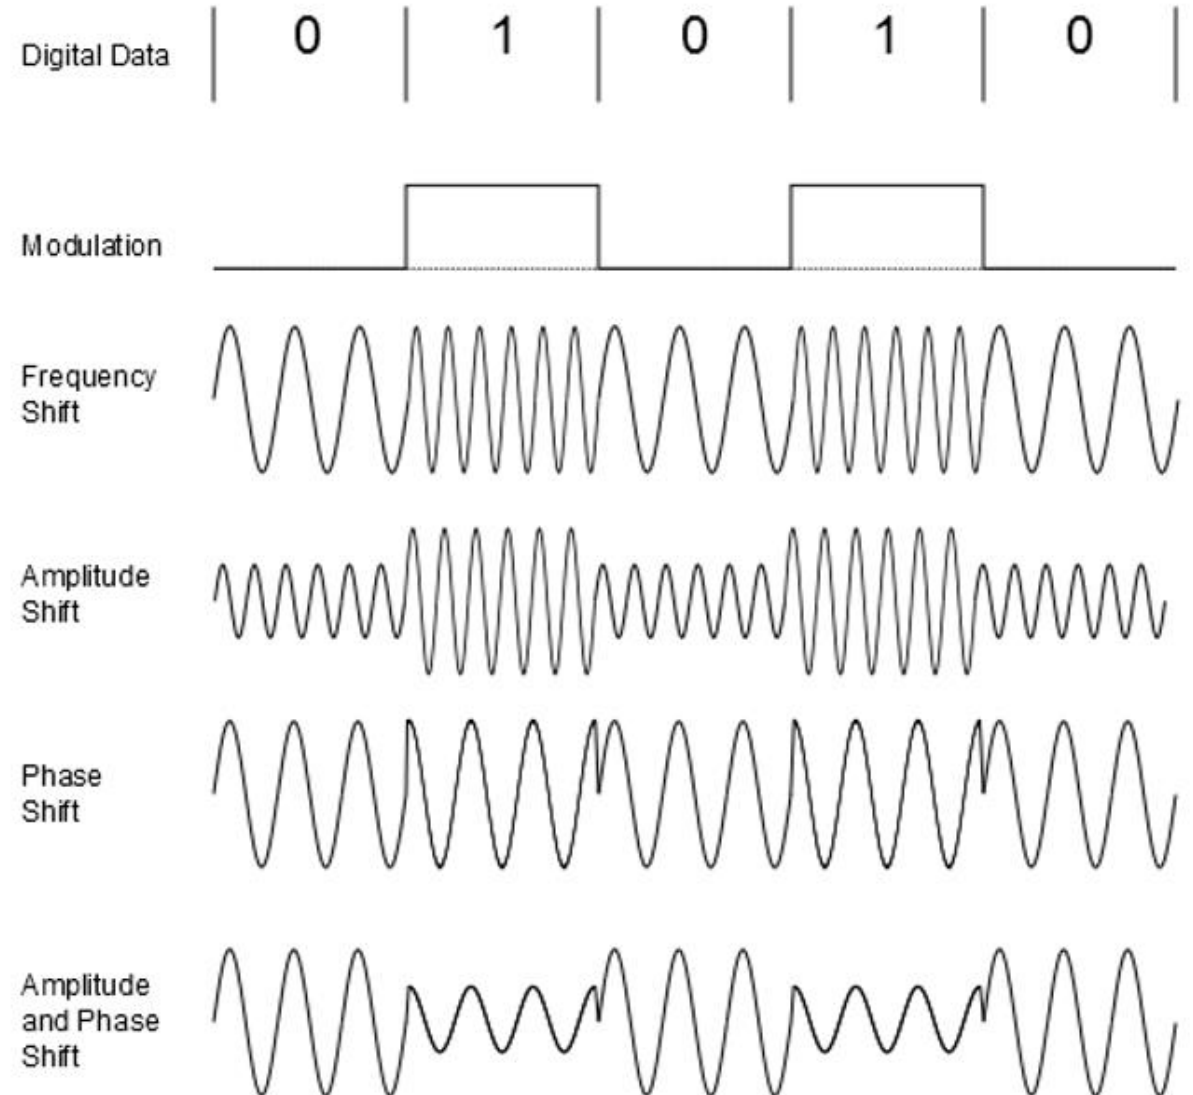 Digital Data 0 1 0 1 0
Modulation
Frequency
Shift
Amplitude
Shift
Phase
Shift
Amplitude
and Phase
Shift